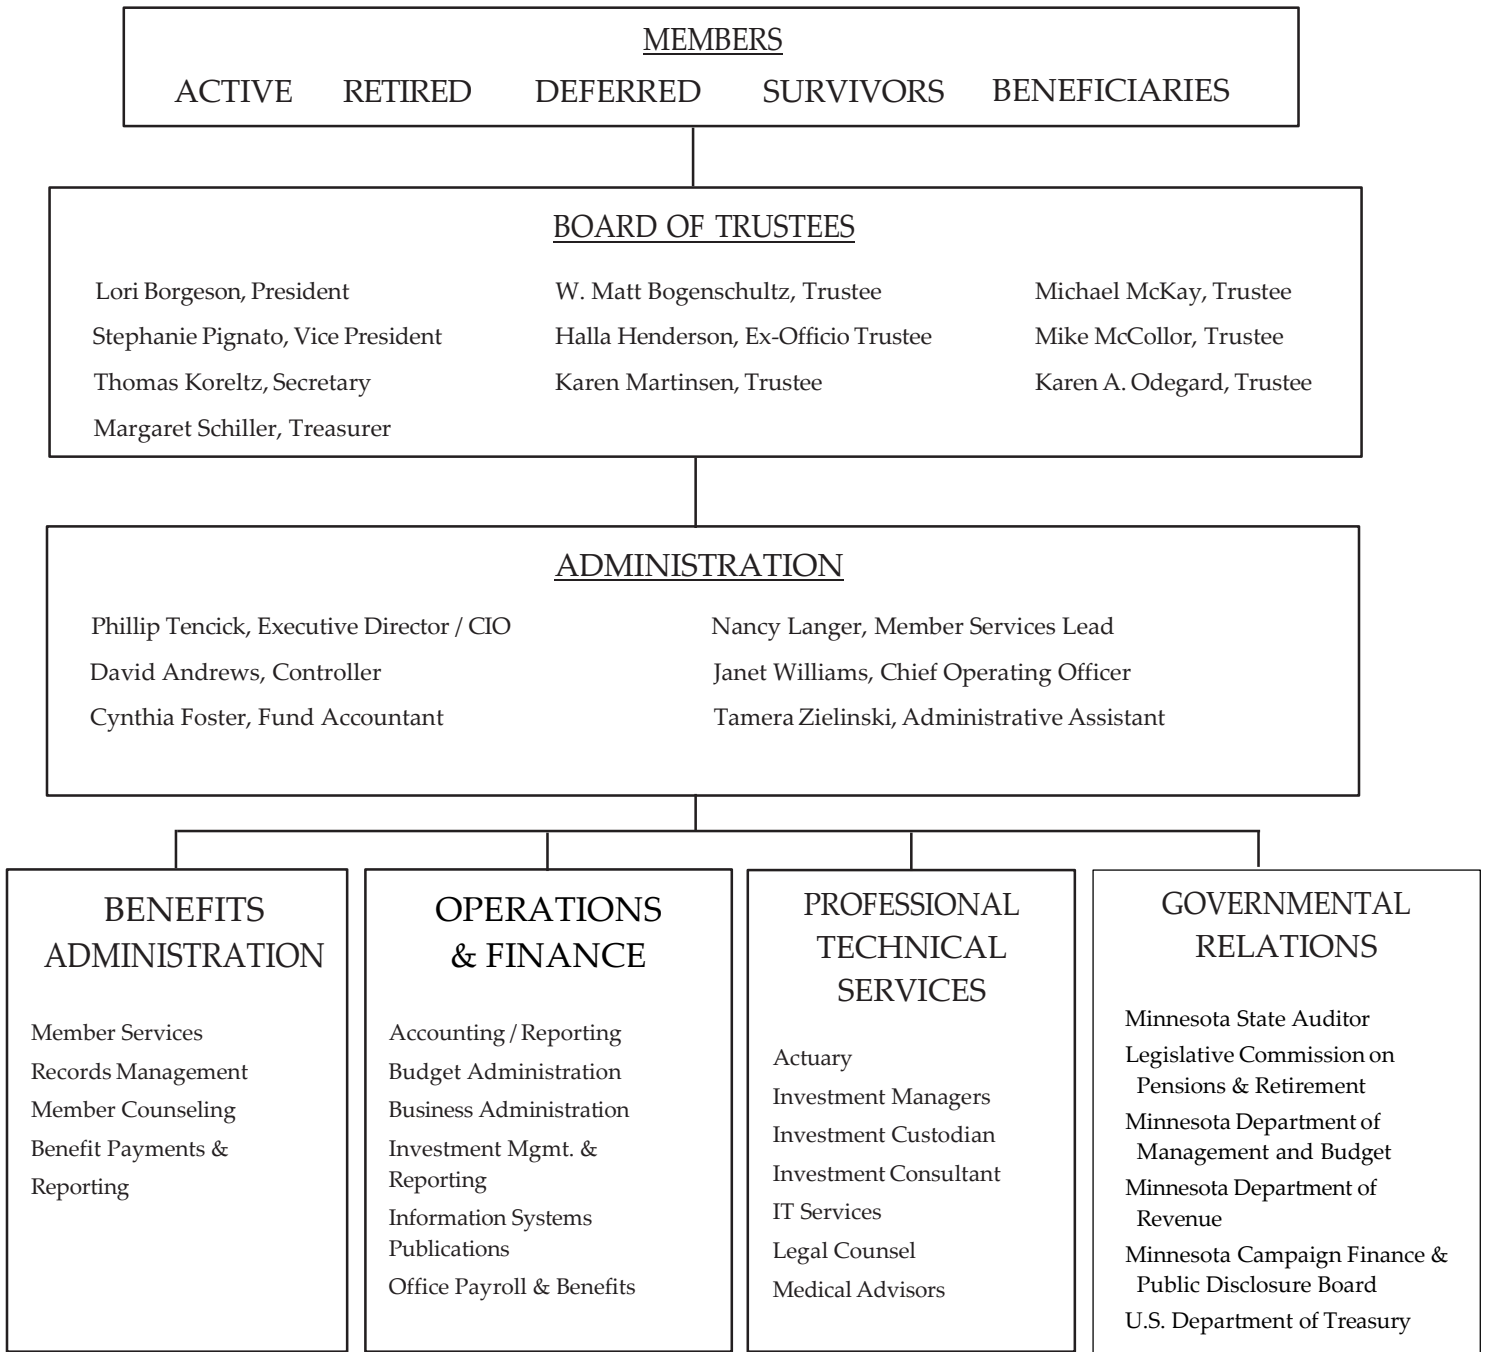 MEMBERS
ACTIVE RETIRED DEFERRED SURVIVORS BENEFICIARIES
BOARD OF TRUSTEES
Lori Borgeson, President
Stephanie Pignato, Vice President
Thomas Koreltz, Secretary
Margaret Schiller, Treasurer
W. Matt Bogenschultz, Trustee
Halla Henderson, Ex-Officio Trustee
Karen Martinsen, Trustee
Michael McKay, Trustee
Mike McCollor, Trustee
Karen A. Odegard, Trustee
ADMINISTRATION
Phillip Tencick, Executive Director / CIO
David Andrews, Controller
Cynthia Foster, Fund Accountant
Nancy Langer, Member Services Lead
Janet Williams, Chief Operating Officer
Tamera Zielinski, Administrative Assistant
BENEFITS
ADMINISTRATION
Member Services
Records Management
Member Counseling
Benefit Payments &
Reporting
OPERATIONS
& FINANCE
Accounting / Reporting
Budget Administration
Business Administration
Investment Mgmt. &
Reporting
Information Systems
Publications
Office Payroll & Benefits
PROFESSIONAL
TECHNICAL
SERVICES
Actuary
Investment Managers
Investment Custodian
Investment Consultant
IT Services
Legal Counsel
Medical Advisors
GOVERNMENTAL
RELATIONS
Minnesota State Auditor
Legislative Commission on
Pensions & Retirement
Minnesota Department of
Management and Budget
Minnesota Department of
Revenue
Minnesota Campaign Finance &
Public Disclosure Board
U.S. Department of Treasury